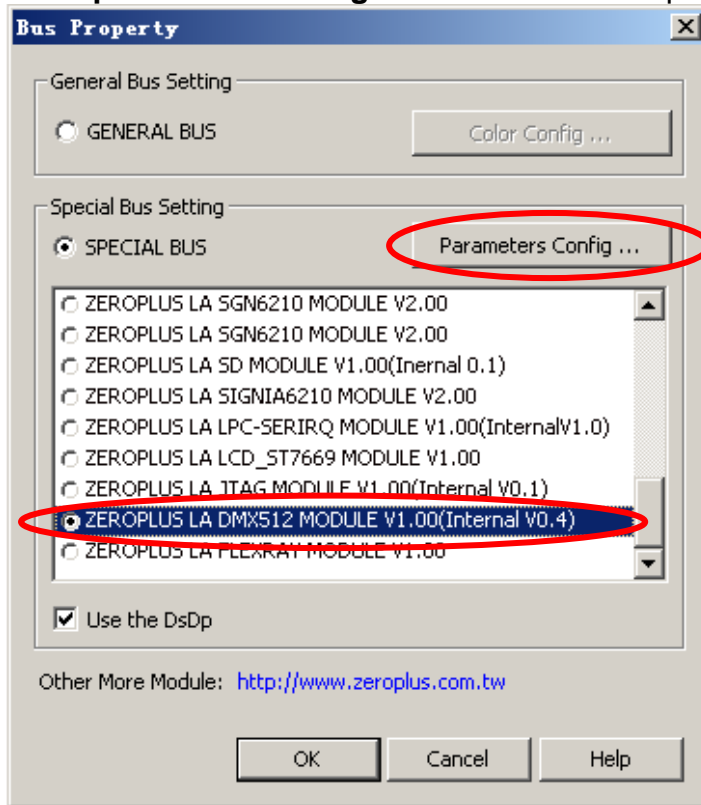 Bus Property
General Bus Setting
GENERAL BUS
Color Config ...
Special Bus Setting
SPECIAL BUS
Parameters Config ...
ZEROPLUS LA SGN6210 MODULE V2.00
ZEROPLUS LA SGN6210 MODULE V2.00
ZEROPLUS LA SD MODULE V1.00(Inernal 0.1)
ZEROPLUS LA SIGNIA6210 MODULE V2.00
ZEROPLUS LA LPC-SERIRQ MODULE V1.00(InternalV1.0)
ZEROPLUS LA LCD_ST7669 MODULE V1.00
ZEROPLUS LA JTAG MODULE V1.00(Internal V0.1)
ZEROPLUS LA DMX512 MODULE V1.00(Internal V0.4)
ZEROPLUS LA FLEXRAY MODULE V1.00
Use the DsDp
Other More Module: http://www.zeroplus.com.tw
OK Cancel Help